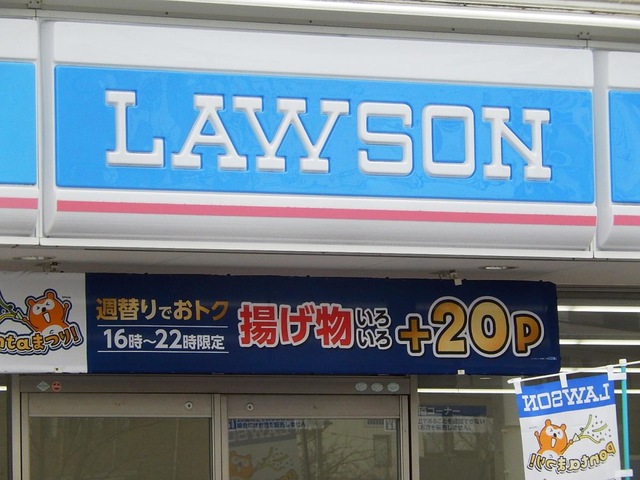 LAWSON
週替りでおトク
16時～22時限定
揚げ物いろいろ
+20P
Pontaまつり!
LAWSON
Pontaまつり!